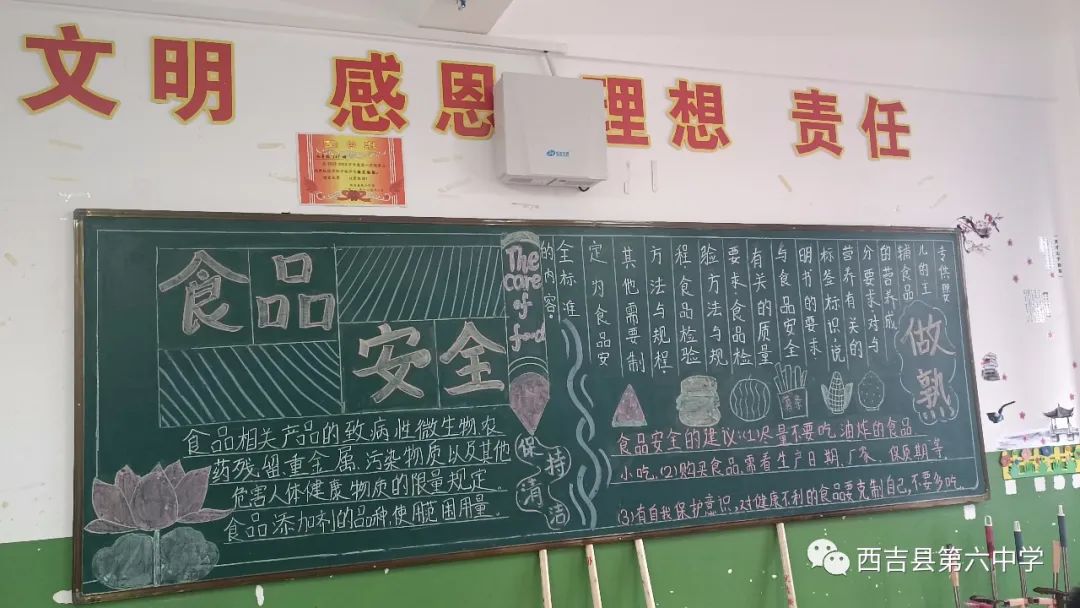 文明 感恩 理想 责任
食品
安全
The
care
of
food
食品相关产品的致病性微生物、农
药残留、重金属、污染物质以及其他
危害人体健康物质的限量规定。
食品添加剂的品种、使用范围用量。
保持
清洁
专供婴
儿的主
辅食品
的营养成
分要求对与
营养有关的
标签标识、说
明书的要求
与食品安全
有关的质量
要求食品检
验方法与规
程食品检验
方法与规程
其他需要制
定为食品安
全标准
的内容。
做熟
薯条
食品安全的建议:(1)尽量不要吃油炸的食品
小吃,(2)购买食品,需看生产日期、厂家、保质期等
(3)有自我保护意识,对健康不利的食品要克制自己,不要多吃。
西吉县第六中学